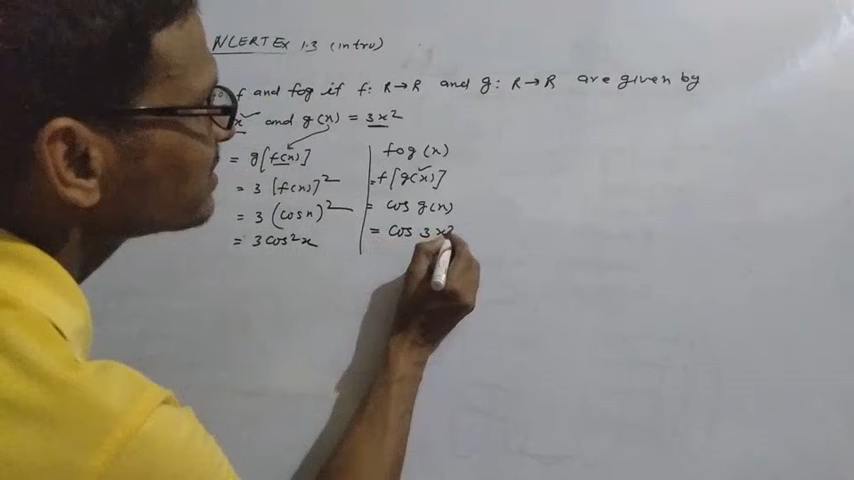 NCERT Ex 1.3 (intro)
f and fog if f: R→R and g: R→R are given by
x and g(x) = 3x2
= g[f(x)]
= 3 [f(x)]2
= 3 (cosx)2
= 3 cos2x
fog (x)
= f[g(x)]
= cos g(x)
= cos 3x2